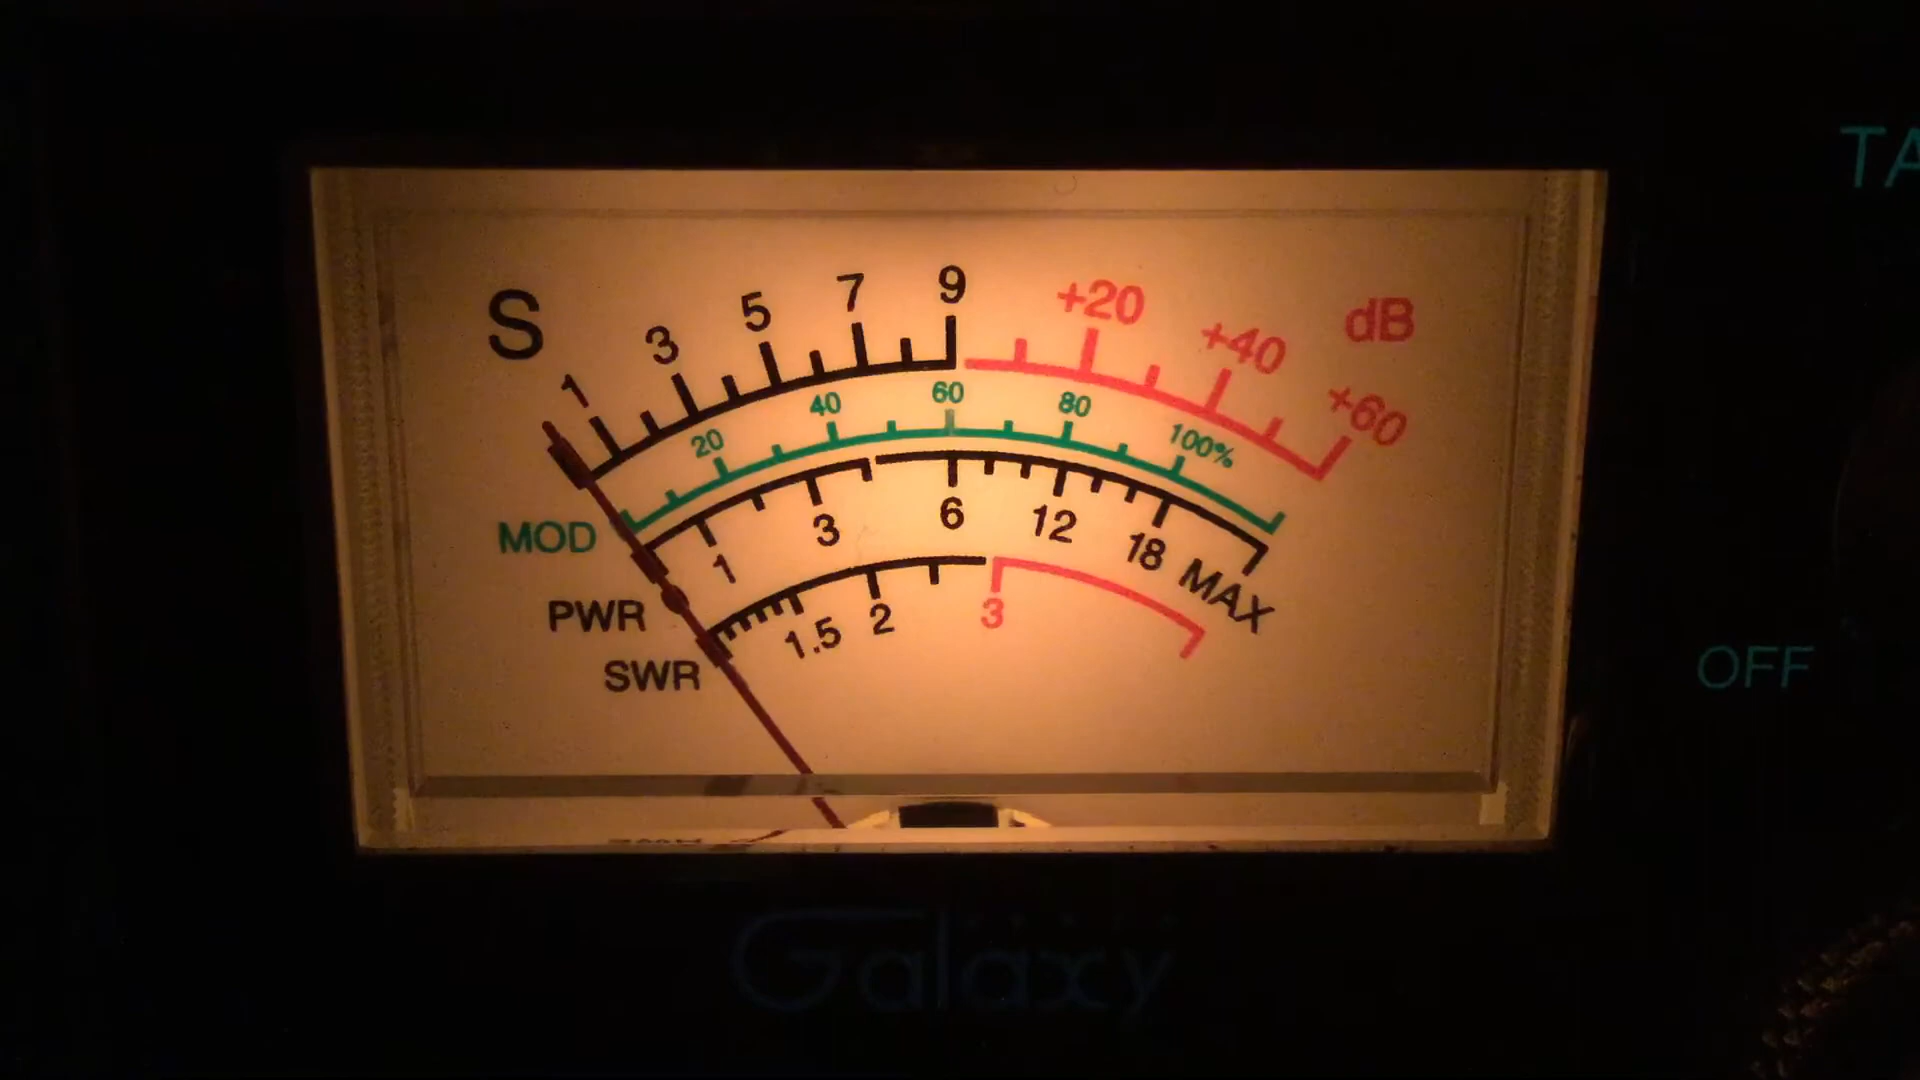 S 1 3 5 7 9 +20 +40 +60 dB
MOD 20 40 60 80 100%
PWR 1 3 6 12 18 MAX
SWR 1.5 2 3
TA
OFF
Galaxy